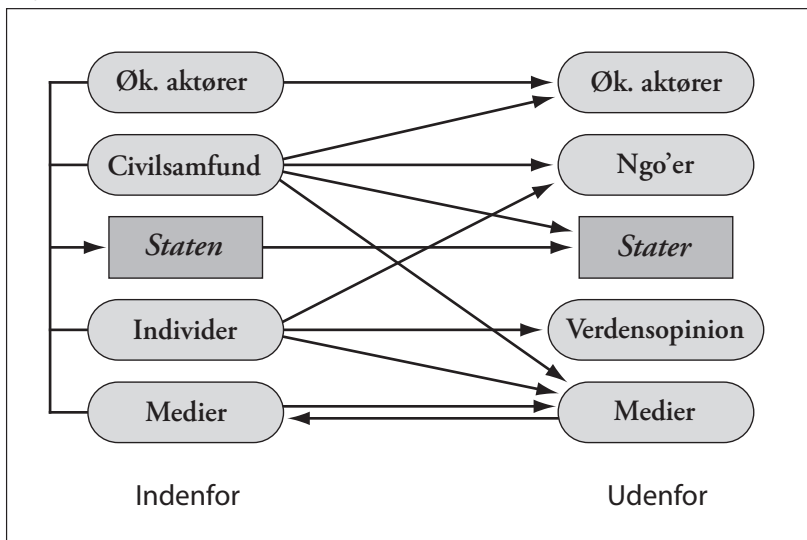 Øk. aktører
Øk. aktører
Civilsamfund
Ngo’er
Staten
Stater
Individer
Verdensopinion
Medier
Medier
Indenfor
Udenfor